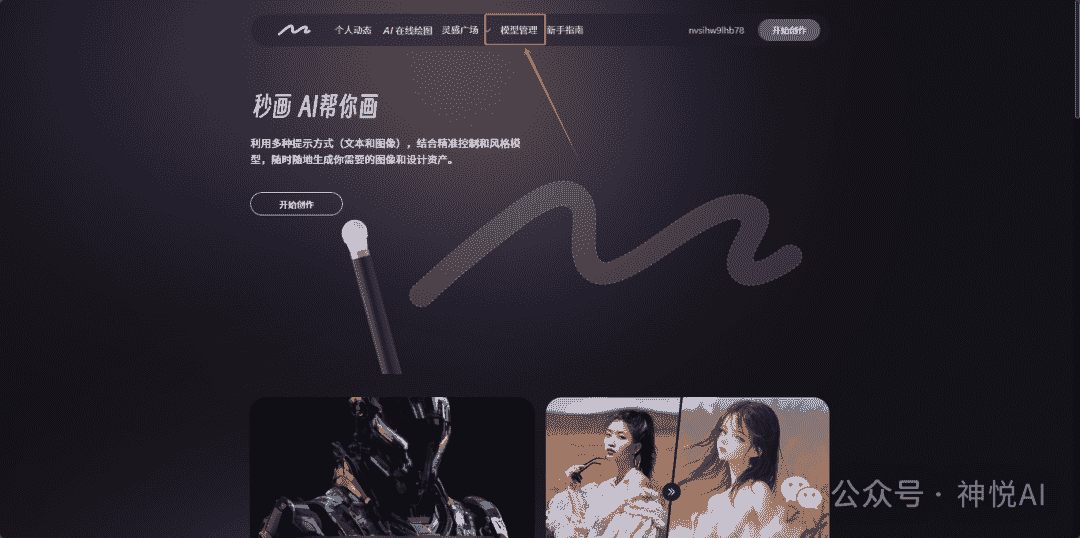 个人动态 AI 在线绘图 灵感广场 模型管理 新手指南 nvsihw9lhb78 开始创作
秒画 AI帮你画
利用多种提示方式（文本和图像），结合精准控制和风格模
型，随时随地生成你需要的图像和设计资产。
开始创作
公众号 · 神悦AI